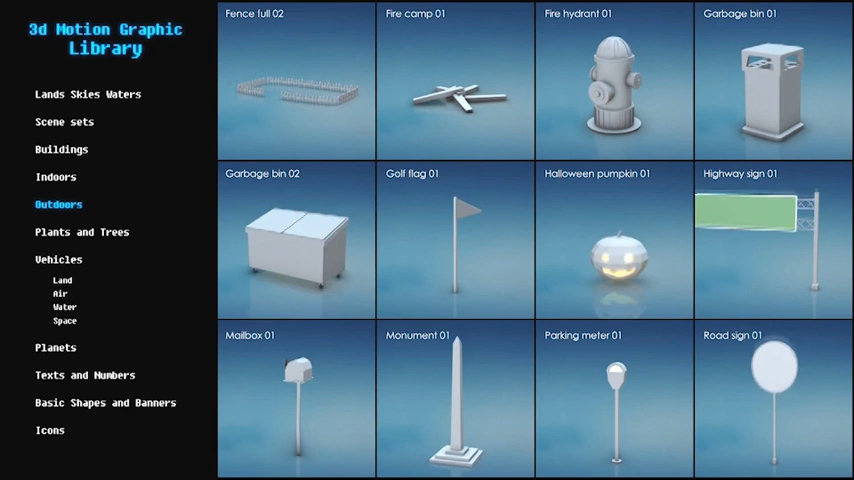 3d Motion Graphic
Library
Lands Skies Waters
Scene sets
Buildings
Indoors
Outdoors
Plants and Trees
Vehicles
Land
Air
Water
Space
Planets
Texts and Numbers
Basic Shapes and Banners
Icons
Fence full 02
Fire camp 01
Fire hydrant 01
Garbage bin 01
Garbage bin 02
Golf flag 01
Halloween pumpkin 01
Highway sign 01
Mailbox 01
Monument 01
Parking meter 01
Road sign 01